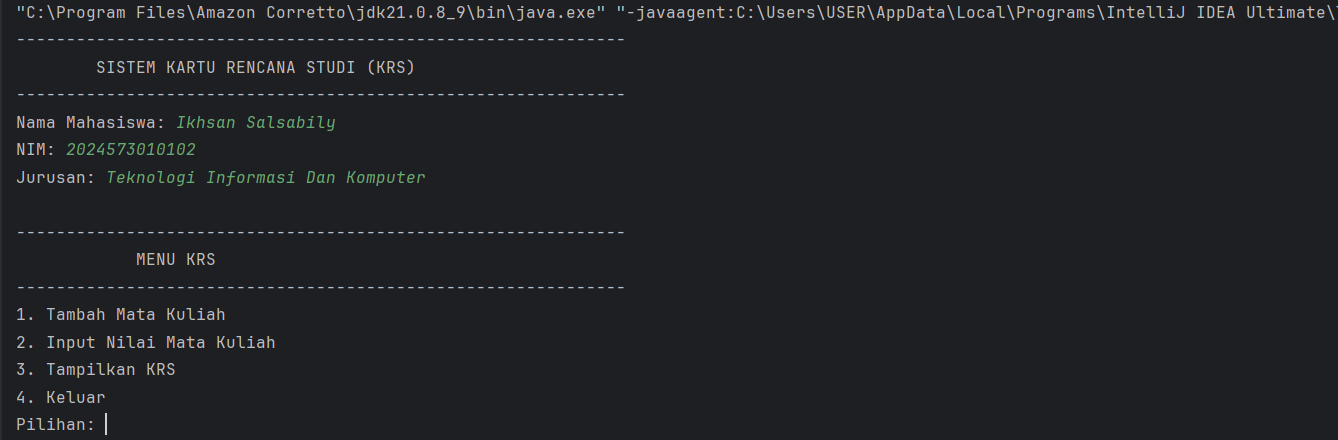 "C:\Program Files\Amazon Corretto\jdk21.0.8_9\bin\java.exe" "-javaagent:C:\Users\USER\AppData\Local\Programs\IntelliJ IDEA Ultimate\
-------------------------------------------------------------
SISTEM KARTU RENCANA STUDI (KRS)
-------------------------------------------------------------
Nama Mahasiswa: Ikhsan Salsabily
NIM: 2024573010102
Jurusan: Teknologi Informasi Dan Komputer
-------------------------------------------------------------
MENU KRS
-------------------------------------------------------------
1. Tambah Mata Kuliah
2. Input Nilai Mata Kuliah
3. Tampilkan KRS
4. Keluar
Pilihan: